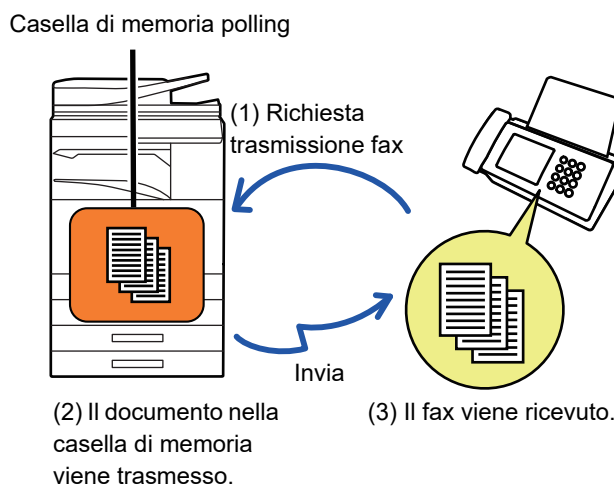 Casella di memoria polling
(1) Richiesta
trasmissione fax
Invia
(2) Il documento nella
casella di memoria
viene trasmesso.
(3) Il fax viene ricevuto.